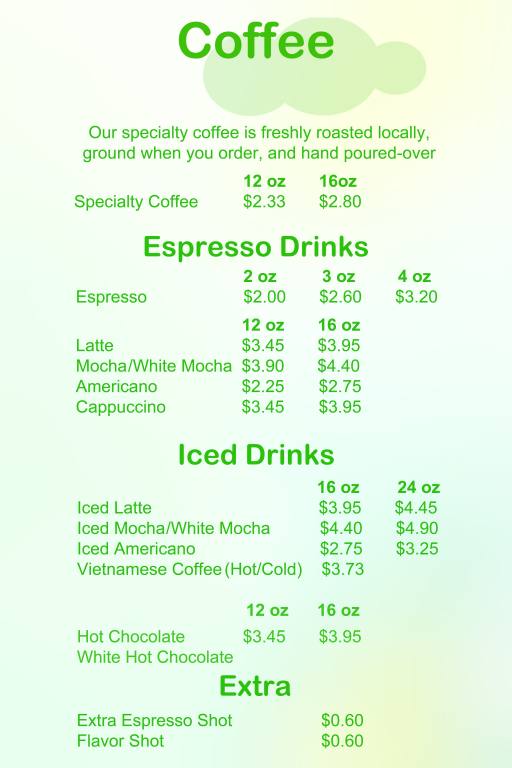 Coffee
Our specialty coffee is freshly roasted locally,
ground when you order, and hand poured-over
12 oz 16oz
Specialty Coffee $2.33 $2.80
Espresso Drinks
2 oz 3 oz 4 oz
Espresso $2.00 $2.60 $3.20
12 oz 16 oz
Latte $3.45 $3.95
Mocha/White Mocha $3.90 $4.40
Americano $2.25 $2.75
Cappuccino $3.45 $3.95
Iced Drinks
16 oz 24 oz
Iced Latte $3.95 $4.45
Iced Mocha/White Mocha $4.40 $4.90
Iced Americano $2.75 $3.25
Vietnamese Coffee (Hot/Cold) $3.73
12 oz 16 oz
Hot Chocolate $3.45 $3.95
White Hot Chocolate
Extra
Extra Espresso Shot $0.60
Flavor Shot $0.60